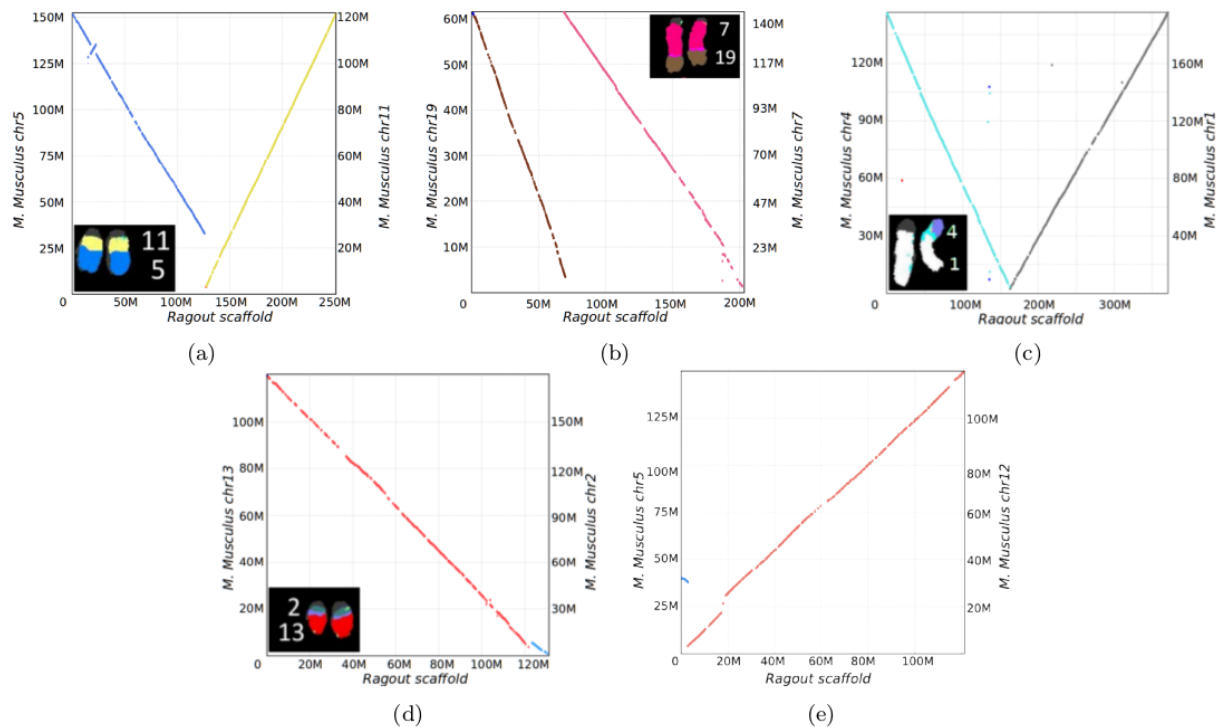 150M
125M
100M
75M
50M
25M
0
50M
100M
150M
200M
250M
120M
100M
80M
60M
40M
20M
M. Musculus chr5
M. Musculus chr11
Ragout scaffold
11
5
(a)
60M
50M
40M
30M
20M
10M
0
50M
100M
150M
200M
140M
117M
93M
70M
47M
23M
M. Musculus chr19
M. Musculus chr7
Ragout scaffold
7
19
(b)
120M
90M
60M
30M
0
100M
200M
300M
160M
120M
80M
40M
M. Musculus chr4
M. Musculus chr1
Ragout scaffold
4
1
(c)
100M
80M
60M
40M
20M
0
20M
40M
60M
80M
100M
120M
150M
120M
90M
60M
30M
M. Musculus chr13
M. Musculus chr2
Ragout scaffold
2
13
(d)
125M
100M
75M
50M
25M
0
20M
40M
60M
80M
100M
100M
80M
60M
40M
20M
M. Musculus chr5
M. Musculus chr12
Ragout scaffold
(e)